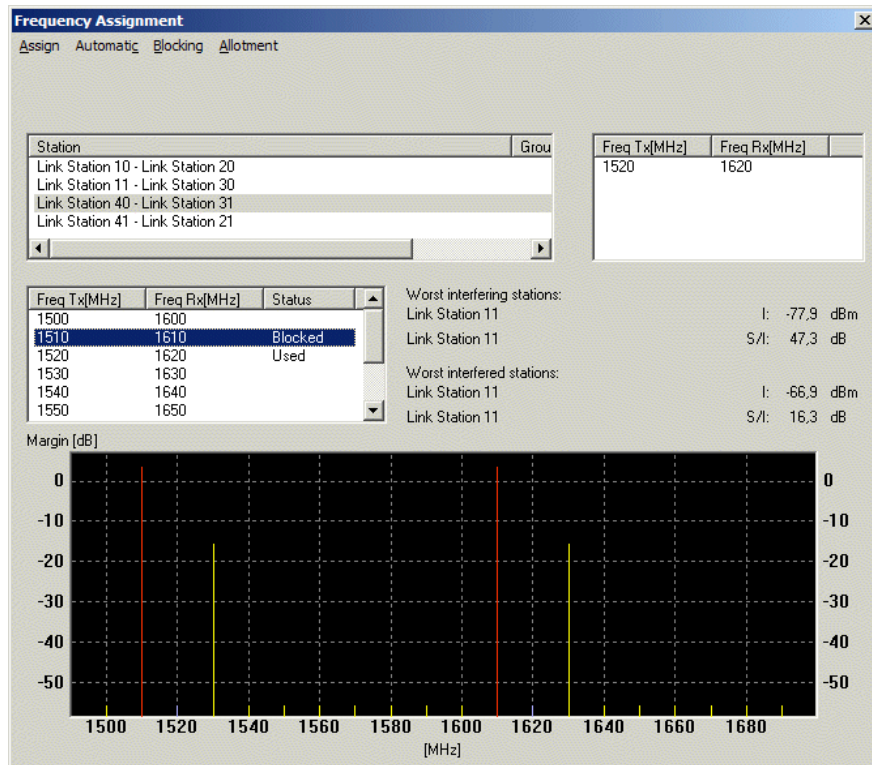 Frequency Assignment
Assign Automatic Blocking Allotment
Station Grou
Link Station 10 - Link Station 20
Link Station 11 - Link Station 30
Link Station 40 - Link Station 31
Link Station 41 - Link Station 21
Freq Tx[MHz] Freq Rx[MHz]
1520 1620
Freq Tx[MHz] Freq Rx[MHz] Status
1500 1600
1510 1610 Blocked
1520 1620 Used
1530 1630
1540 1640
1550 1650
Worst interfering stations:
Link Station 11 I: -77,9 dBm
Link Station 11 S/I: 47,3 dB
Worst interfered stations:
Link Station 11 I: -66,9 dBm
Link Station 11 S/I: 16,3 dB
Margin [dB]
0 0
-10 -10
-20 -20
-30 -30
-40 -40
-50 -50
1500 1520 1540 1560 1580 1600 1620 1640 1660 1680
[MHz]